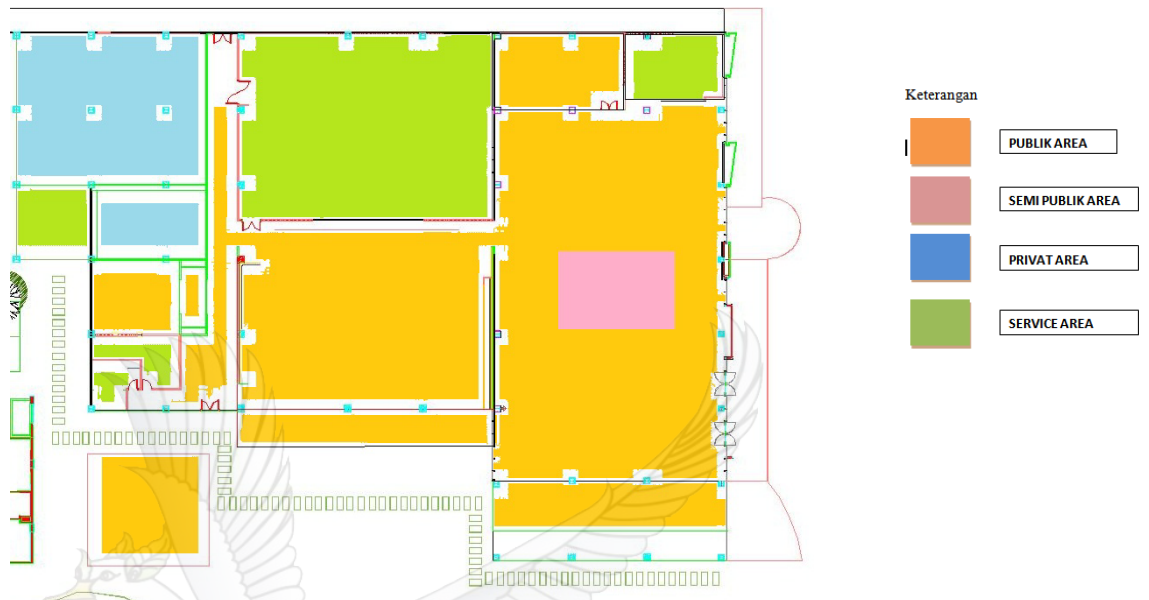 Keterangan
PUBLIK AREA
SEMI PUBLIK AREA
PRIVAT AREA
SERVICE AREA